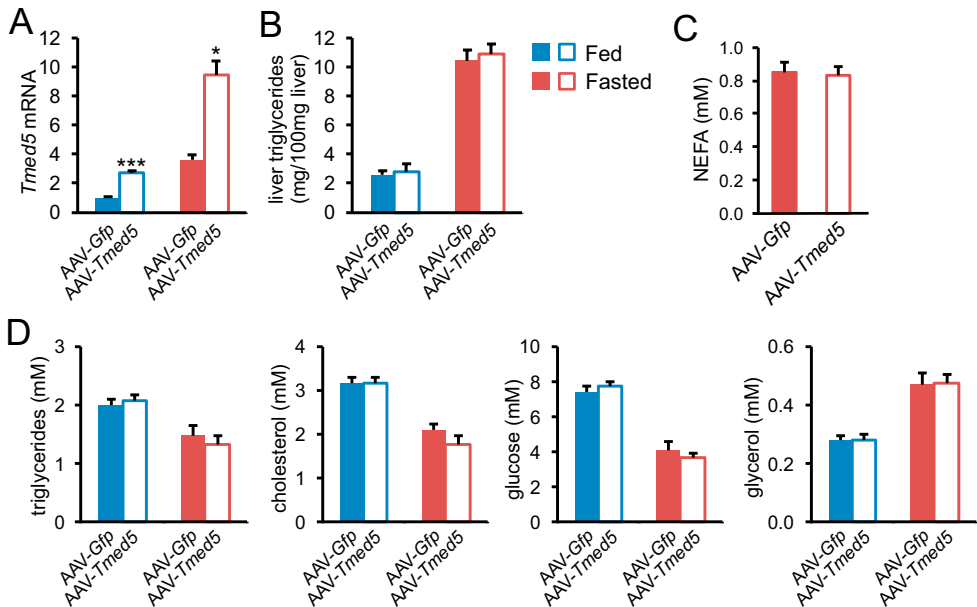 A
Tmed5 mRNA
12
10
8
6
4
2
0
***
*
AAV-Gfp
AAV-Tmed5
AAV-Gfp
AAV-Tmed5
B
liver triglycerides
(mg/100mg liver)
12
10
8
6
4
2
0
AAV-Gfp
AAV-Tmed5
AAV-Gfp
AAV-Tmed5
Fed
Fasted
C
NEFA (mM)
1.0
0.8
0.6
0.4
0.2
0.0
AAV-Gfp
AAV-Tmed5
D
triglycerides (mM)
3
2
1
0
AAV-Gfp
AAV-Tmed5
AAV-Gfp
AAV-Tmed5
cholesterol (mM)
4
3
2
1
0
AAV-Gfp
AAV-Tmed5
AAV-Gfp
AAV-Tmed5
glucose (mM)
10
8
6
4
2
0
AAV-Gfp
AAV-Tmed5
AAV-Gfp
AAV-Tmed5
glycerol (mM)
0.6
0.4
0.2
0.0
AAV-Gfp
AAV-Tmed5
AAV-Gfp
AAV-Tmed5